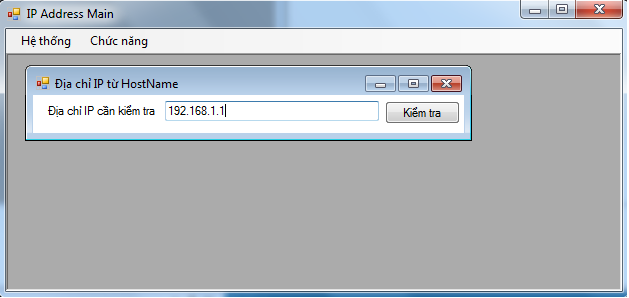 IP Address Main
Hệ thống Chức năng
Địa chỉ IP từ HostName
Địa chỉ IP cần kiểm tra 192.168.1.1 Kiểm tra